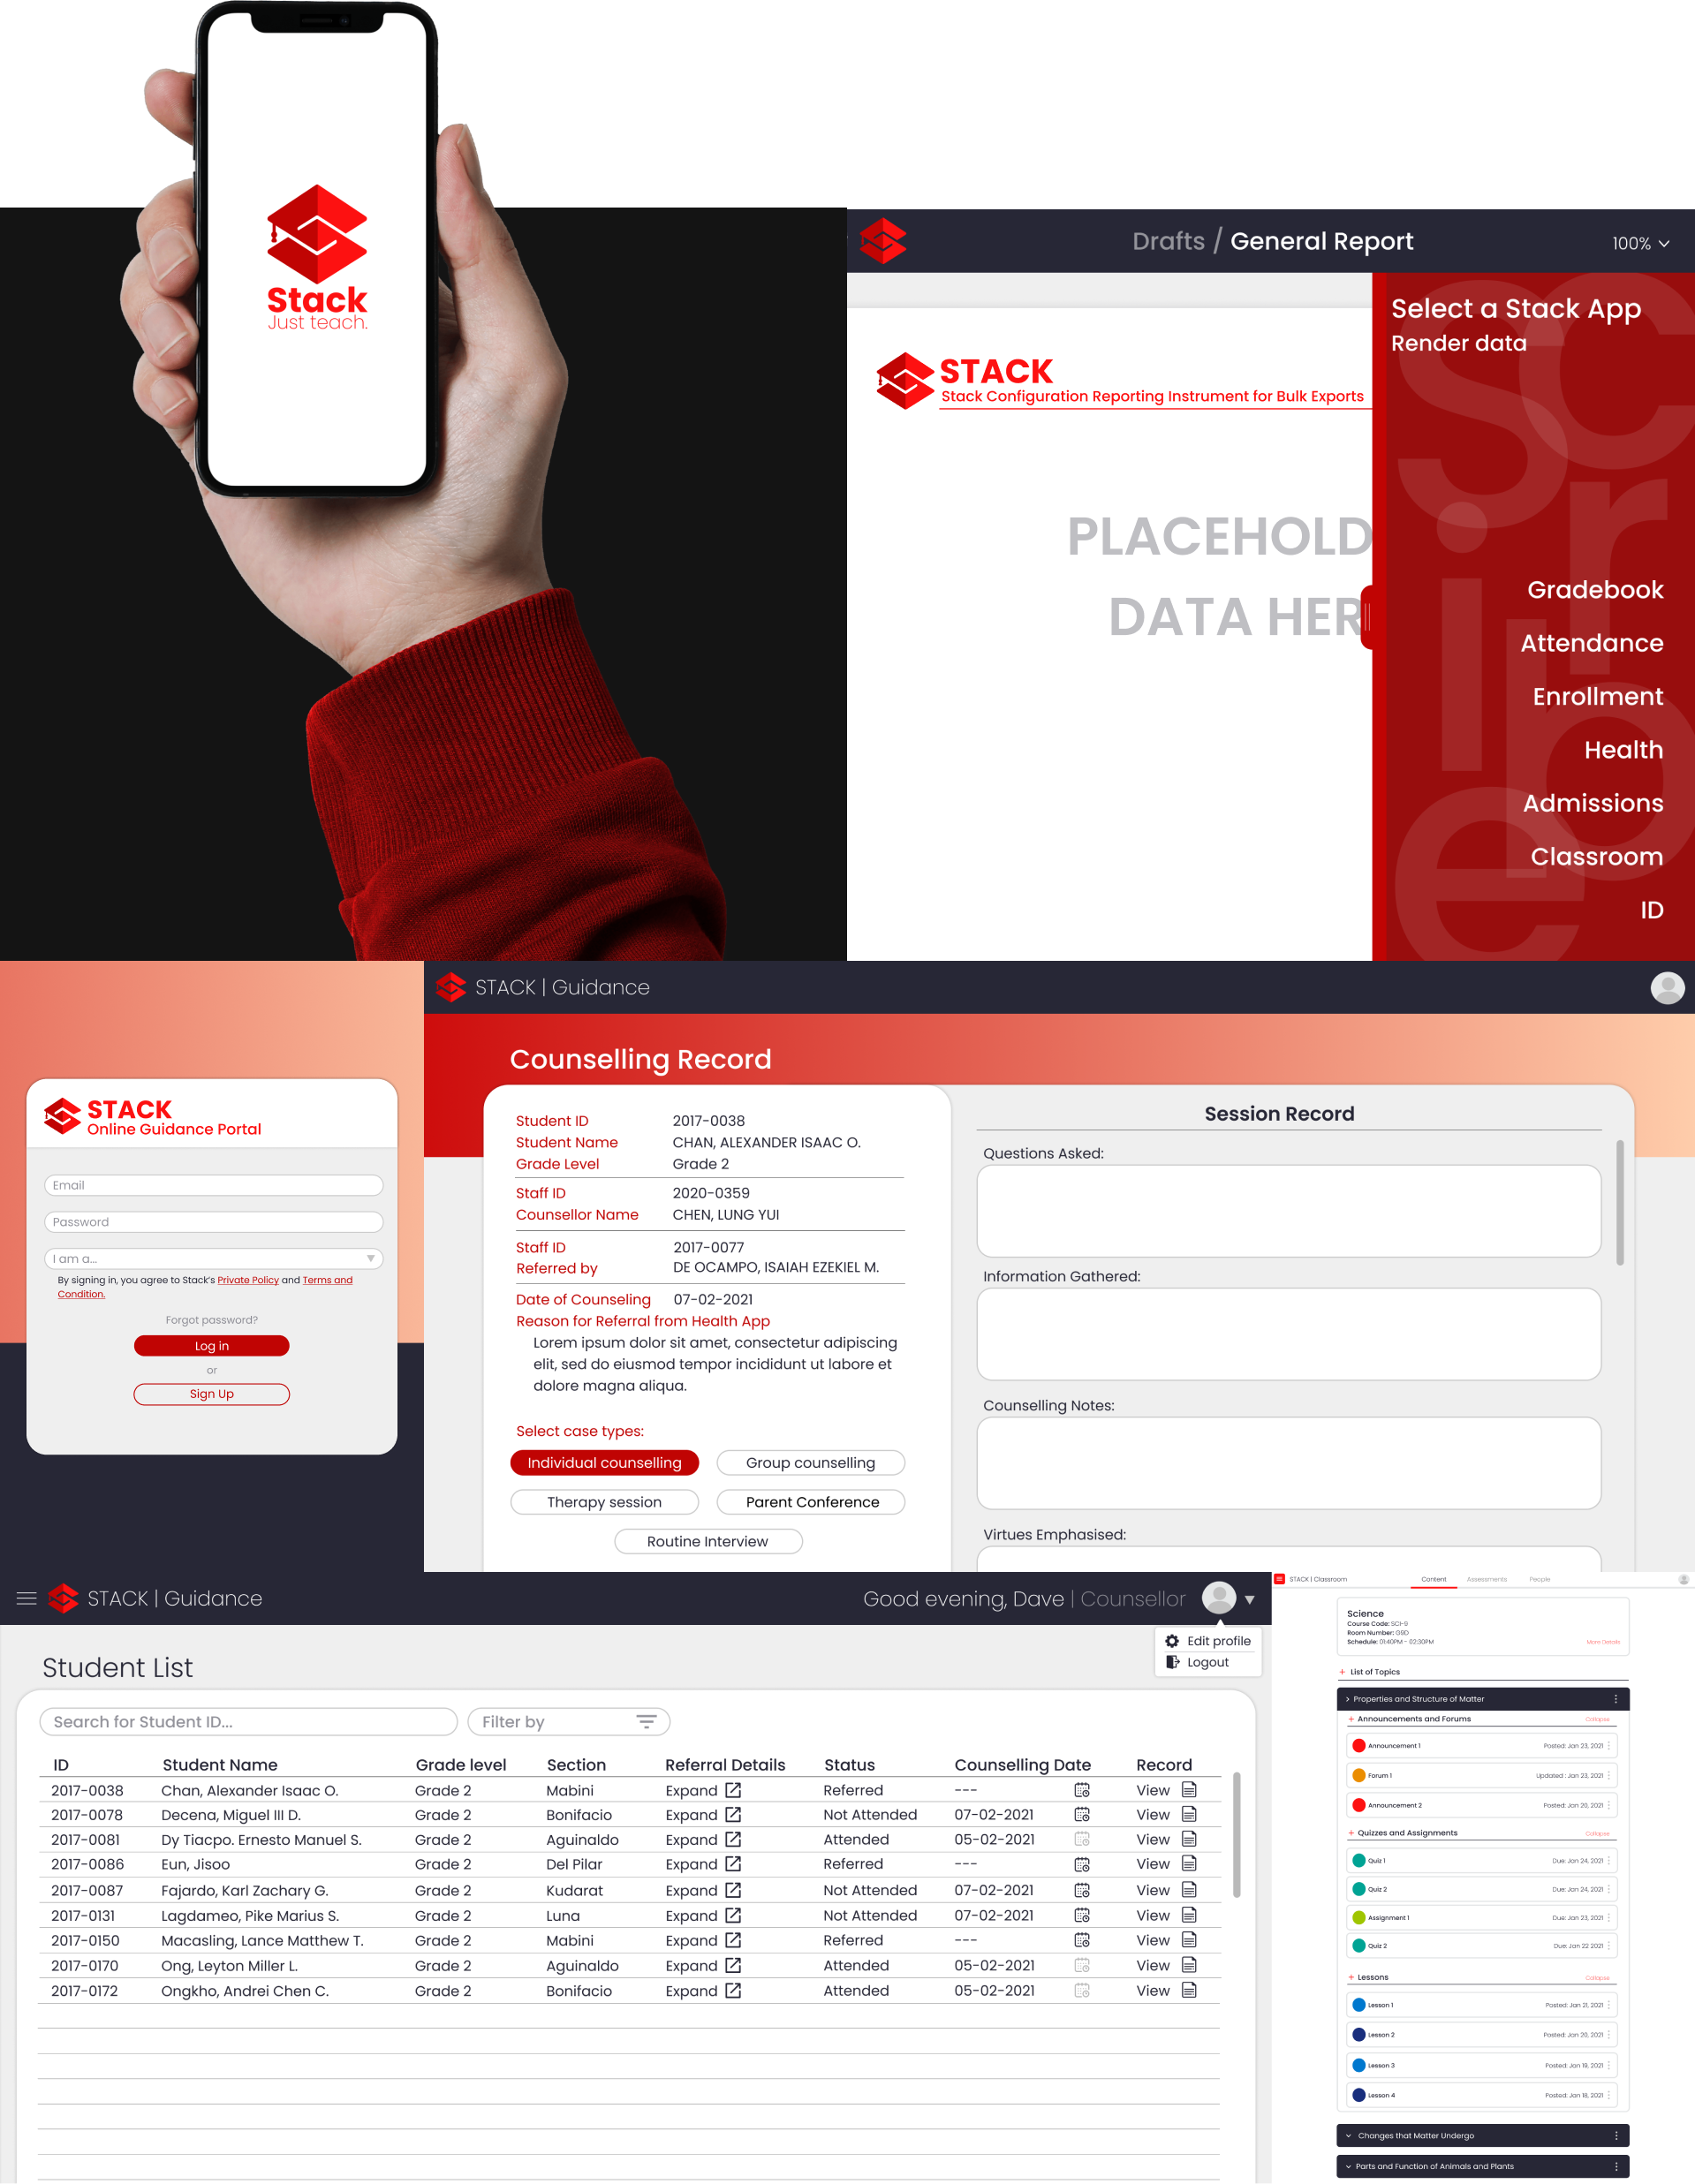 Stack
Just teach.
Drafts / General Report
100%
STACK
Stack Configuration Reporting Instrument for Bulk Exports
PLACEHOLD
DATA HER
Select a Stack App
Render data
scribe
Gradebook
Attendance
Enrollment
Health
Admissions
Classroom
ID
STACK
Online Guidance Portal
Email
Password
I am a...
By signing in, you agree to Stack's Private Policy and Terms and
Condition.
Forgot password?
Log in
or
Sign Up
STACK | Guidance
Counselling Record
Student ID 2017-0038
Student Name CHAN, ALEXANDER ISAAC O.
Grade Level Grade 2
Staff ID 2020-0359
Counsellor Name CHEN, LUNG YUI
Staff ID 2017-0077
Referred by DE OCAMPO, ISAIAH EZEKIEL M.
Date of Counseling 07-02-2021
Reason for Referral from Health App
Lorem ipsum dolor sit amet, consectetur adipiscing
elit, sed do eiusmod tempor incididunt ut labore et
dolore magna aliqua.
Select case types:
Individual counselling Group counselling
Therapy session Parent Conference
Routine Interview
Session Record
Questions Asked:
Information Gathered:
Counselling Notes:
Virtues Emphasised:
STACK | Guidance
Good evening, Dave | Counsellor
Edit profile
Logout
Student List
Search for Student ID...
Filter by
ID Student Name Grade level Section Referral Details Status Counselling Date Record
2017-0038 Chan, Alexander Isaac O. Grade 2 Mabini Expand Referred --- View
2017-0078 Decena, Miguel III D. Grade 2 Bonifacio Expand Not Attended 07-02-2021 View
2017-0081 Dy Tiacpo. Ernesto Manuel S. Grade 2 Aguinaldo Expand Attended 05-02-2021 View
2017-0086 Eun, Jisoo Grade 2 Del Pilar Expand Referred --- View
2017-0087 Fajardo, Karl Zachary G. Grade 2 Kudarat Expand Not Attended 07-02-2021 View
2017-0131 Lagdameo, Pike Marius S. Grade 2 Luna Expand Not Attended 07-02-2021 View
2017-0150 Macasling, Lance Matthew T. Grade 2 Mabini Expand Referred --- View
2017-0170 Ong, Leyton Miller L. Grade 2 Aguinaldo Expand Attended 05-02-2021 View
2017-0172 Ongkho, Andrei Chen C. Grade 2 Bonifacio Expand Attended 05-02-2021 View
STACK | Classroom
Content Assessments People
Science
Course Code: SCI-9
Room Number: G9D
Schedule: 01:40PM - 02:30PM
More Details
+ List of Topics
Properties and Structure of Matter
+ Announcements and Forums Collapse
Announcement 1 Posted: Jan 23, 2021
Forum 1 Updated : Jan 23, 2021
Announcement 2 Posted: Jan 20, 2021
+ Quizzes and Assignments Collapse
Quiz 1 Due: Jan 24, 2021
Quiz 2 Due: Jan 24, 2021
Assignment 1 Due: Jan 23, 2021
Quiz 2 Due: Jan 22 2021
+ Lessons Collapse
Lesson 1 Posted: Jan 21, 2021
Lesson 2 Posted: Jan 20, 2021
Lesson 3 Posted: Jan 19, 2021
Lesson 4 Posted: Jan 18, 2021
Changes that Matter Undergo
Parts and Function of Animals and Plants